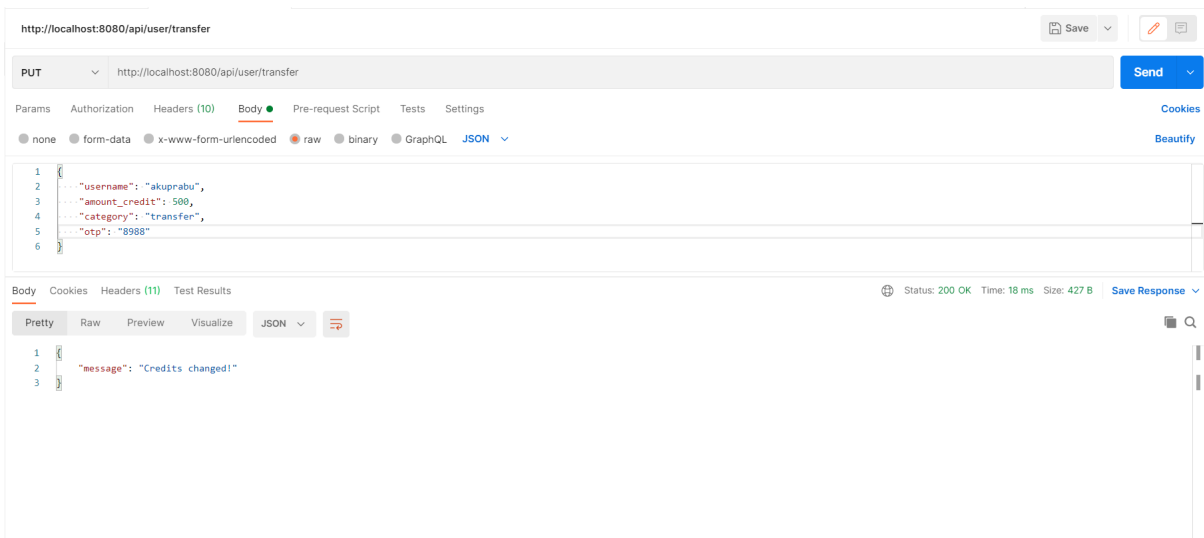 http://localhost:8080/api/user/transfer Save
PUT http://localhost:8080/api/user/transfer Send
Params Authorization Headers (10) Body Pre-request Script Tests Settings Cookies
none form-data x-www-form-urlencoded raw binary GraphQL JSON Beautify
1 {
2 "username": "akuprabu",
3 "amount_credit": 500,
4 "category": "transfer",
5 "otp": "8988"
6 }
Body Cookies Headers (11) Test Results Status: 200 OK Time: 18 ms Size: 427 B Save Response
Pretty Raw Preview Visualize JSON
1 {
2 "message": "Credits changed!"
3 }